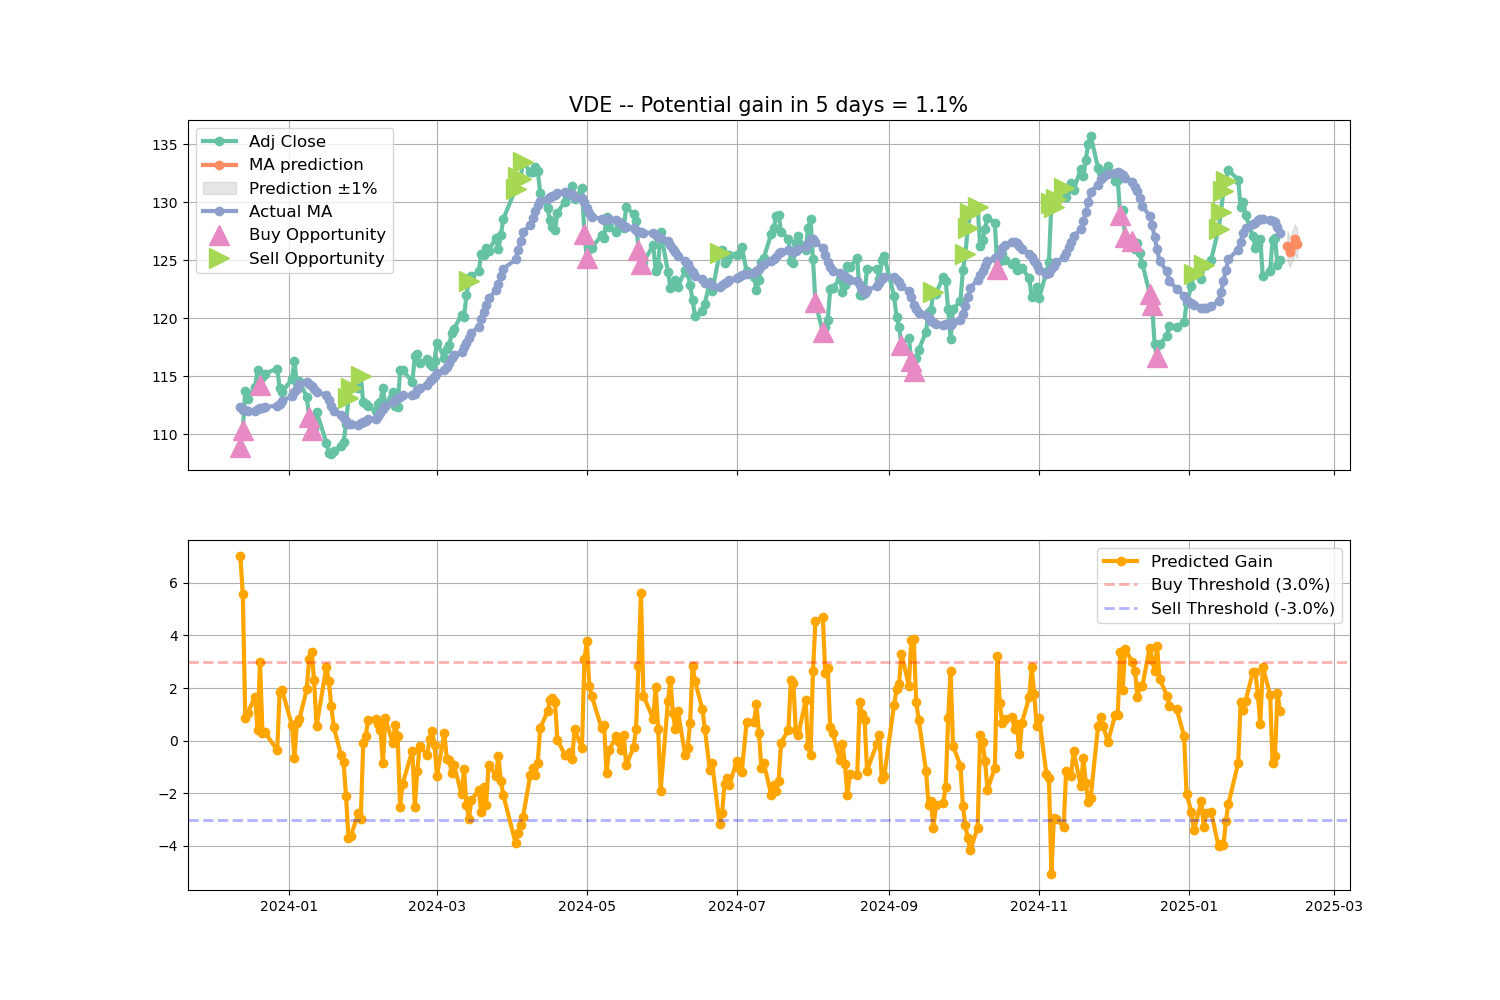 VDE -- Potential gain in 5 days = 1.1%
135
130
125
120
115
110
Adj Close
MA prediction
Prediction ±1%
Actual MA
Buy Opportunity
Sell Opportunity
6
4
2
0
−2
−4
Predicted Gain
Buy Threshold (3.0%)
Sell Threshold (-3.0%)
2024-01
2024-03
2024-05
2024-07
2024-09
2024-11
2025-01
2025-03